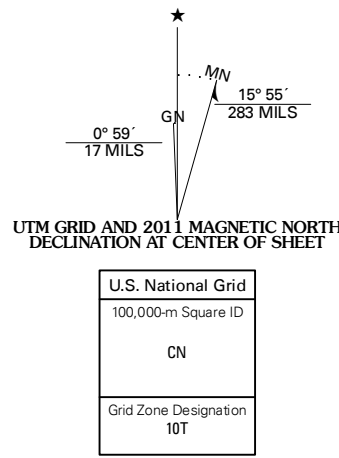 MN
GN
15° 55´
283 MILS
0° 59´
17 MILS
UTM GRID AND 2011 MAGNETIC NORTH
DECLINATION AT CENTER OF SHEET
U.S. National Grid
100,000-m Square ID
CN
Grid Zone Designation
10T